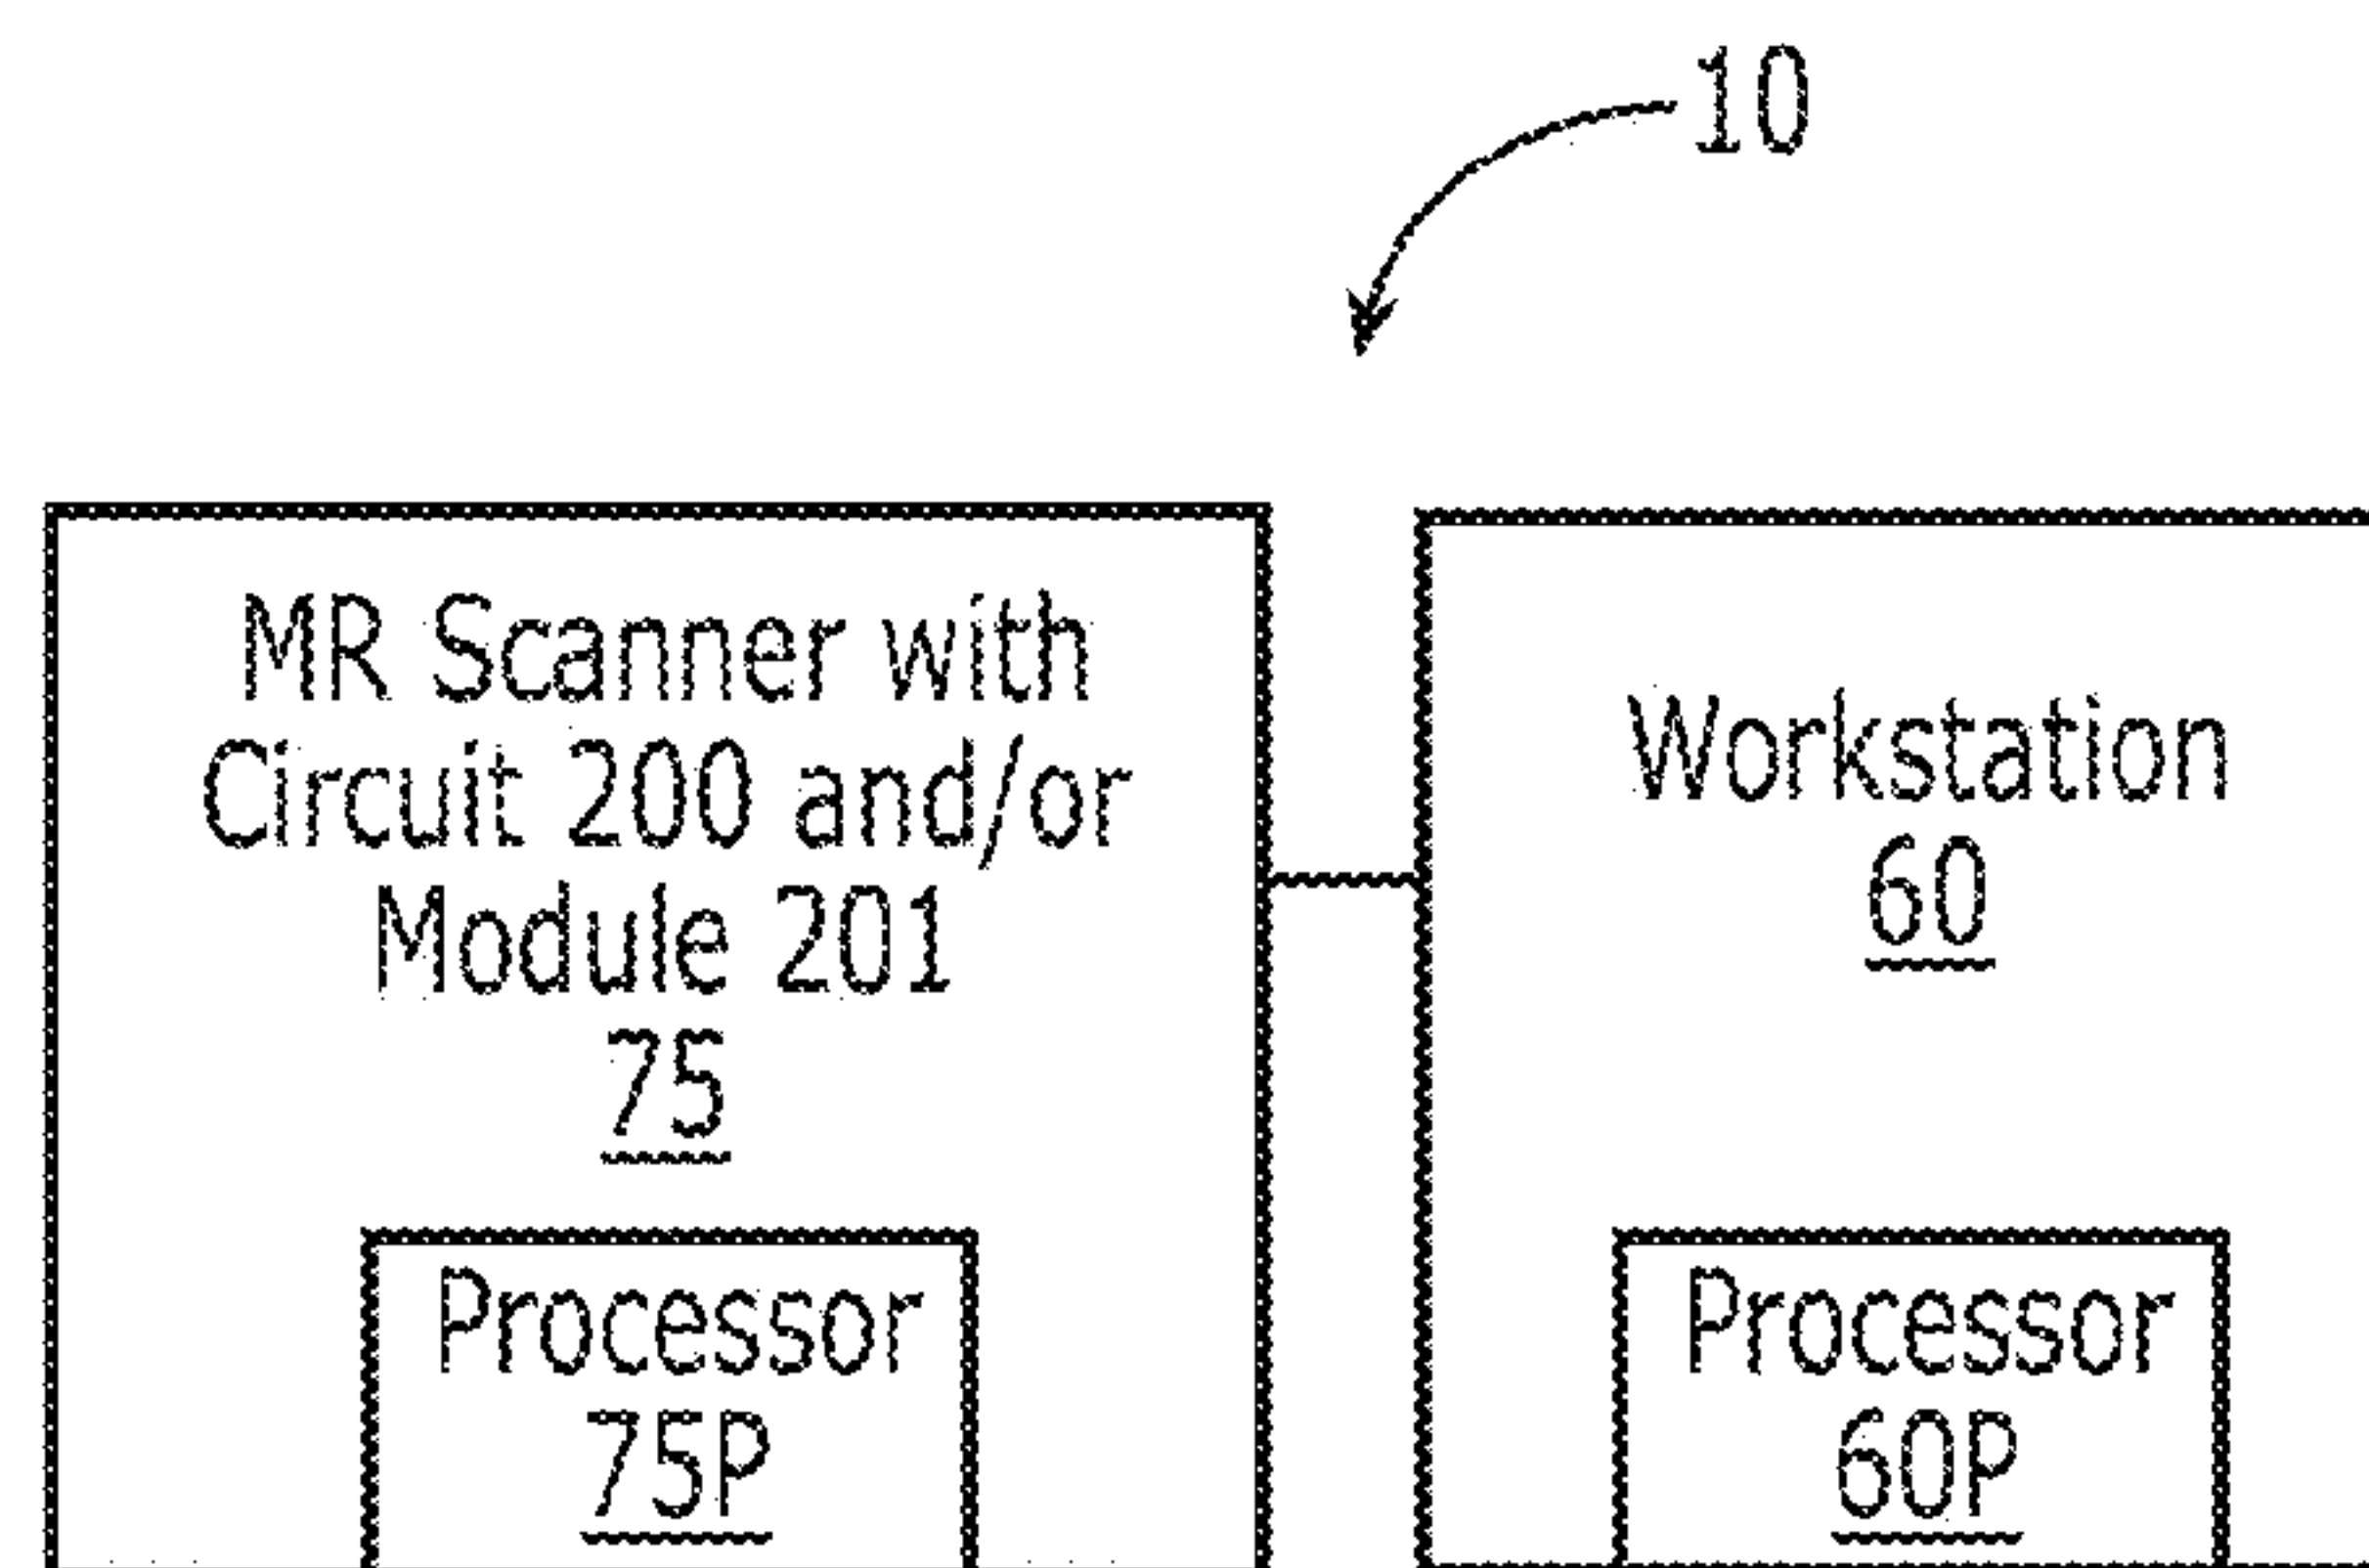 10
MR Scanner with
Circuit 200 and/or
Module 201
75
Processor
75P
Workstation
60
Processor
60P